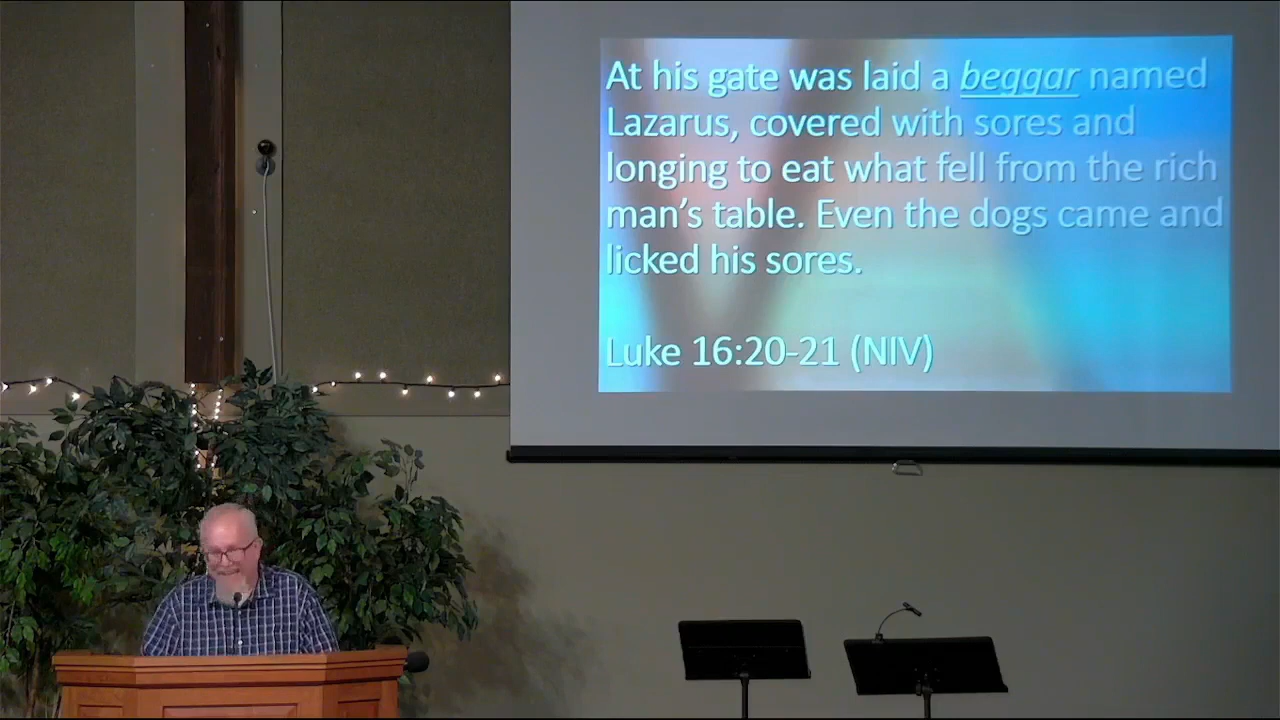 At his gate was laid a beggar named
Lazarus, covered with sores and
longing to eat what fell from the rich
man's table. Even the dogs came and
licked his sores.
Luke 16:20-21 (NIV)